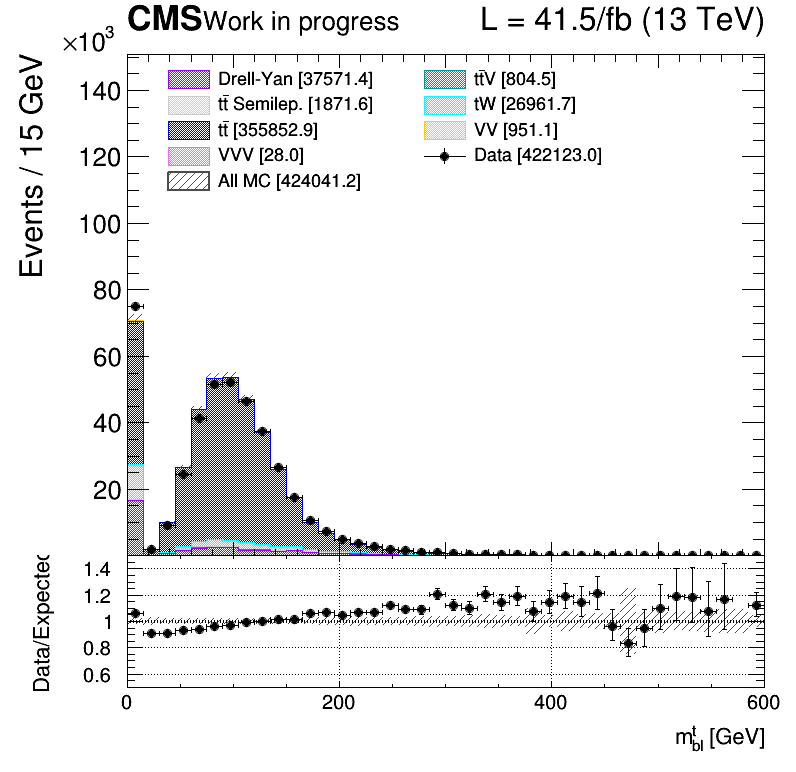 CMS Work in progress L = 41.5/fb (13 TeV)
×10³
Events / 15 GeV
140
120
100
80
60
40
20
Drell-Yan [37571.4]
tt̄ Semilep. [1871.6]
tt̄ [355852.9]
VVV [28.0]
All MC [424041.2]
tt̄V [804.5]
tW [26961.7]
VV [951.1]
Data [422123.0]
Data/Expected
1.4
1.2
1
0.8
0.6
0 200 400 600
m^t_bl [GeV]